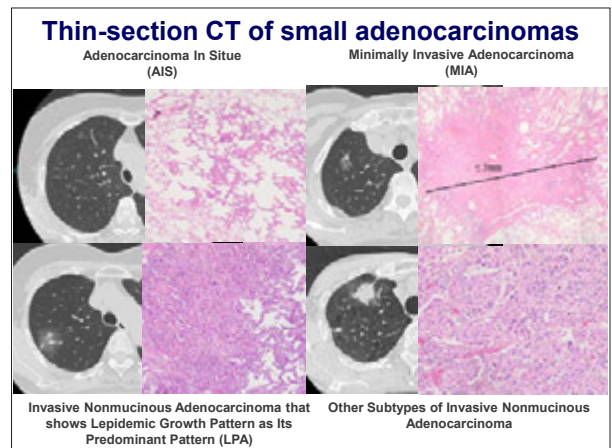 Thin-section CT of small adenocarcinomas
Adenocarcinoma In Situe
(AIS)
Minimally Invasive Adenocarcinoma
(MIA)
Invasive Nonmucinous Adenocarcinoma that
shows Lepidemic Growth Pattern as Its
Predominant Pattern (LPA)
Other Subtypes of Invasive Nonmucinous
Adenocarcinoma